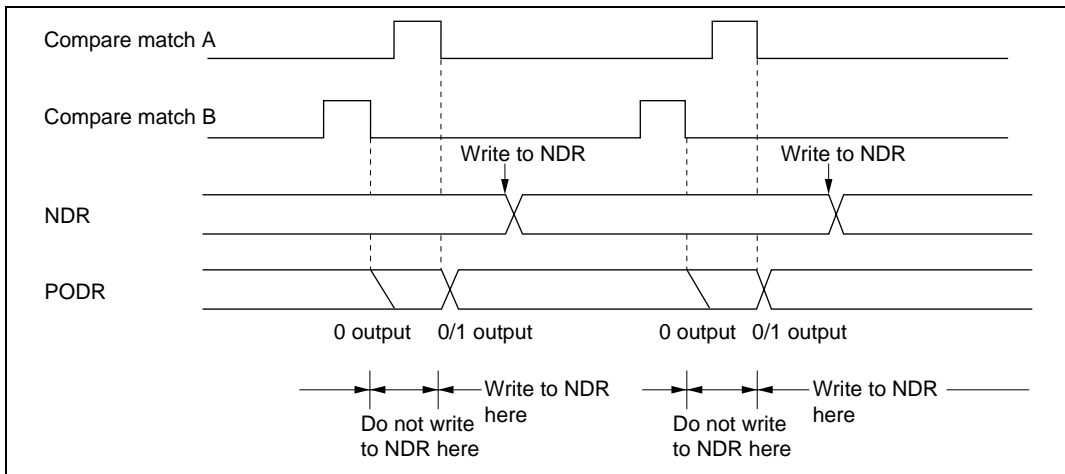 Compare match A
Compare match B
Write to NDR
Write to NDR
NDR
PODR
0 output
0/1 output
0 output
0/1 output
Write to NDR
here
Do not write
to NDR here
Write to NDR
here
Do not write
to NDR here